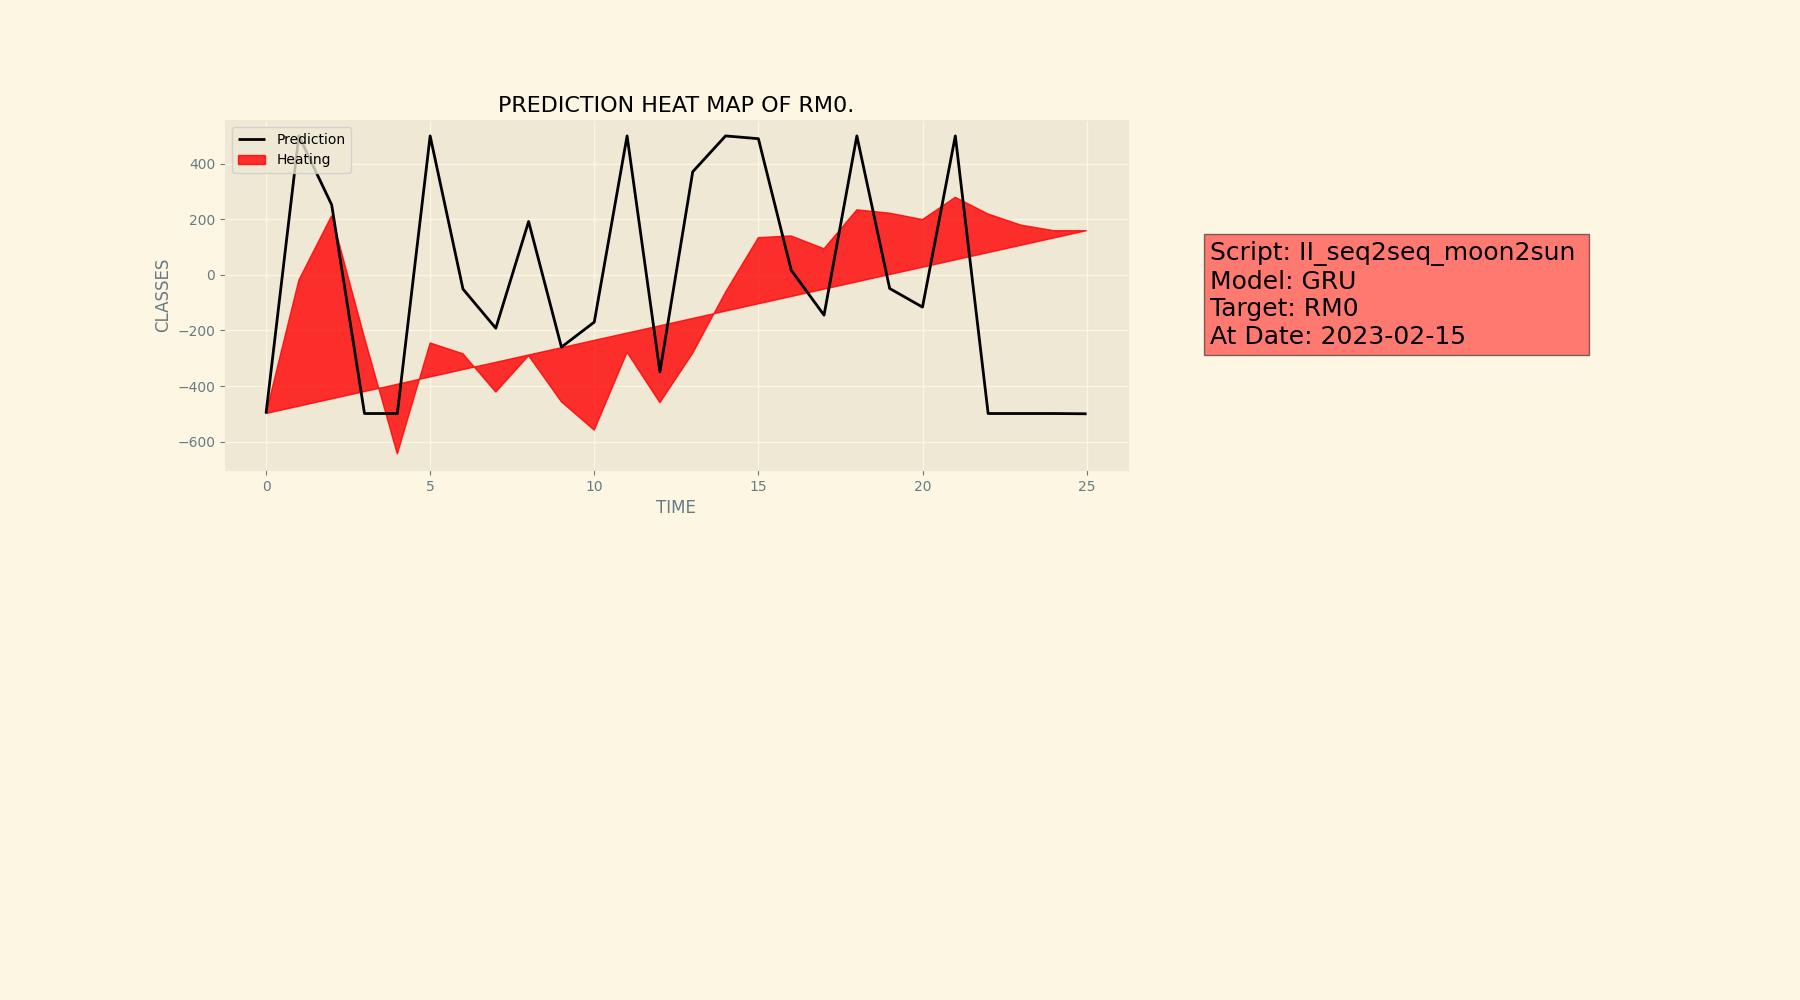 PREDICTION HEAT MAP OF RM0.
Prediction
Heating
400
200
0
−200
−400
−600
CLASSES
0 5 10 15 20 25
TIME
Script: II_seq2seq_moon2sun
Model: GRU
Target: RM0
At Date: 2023-02-15